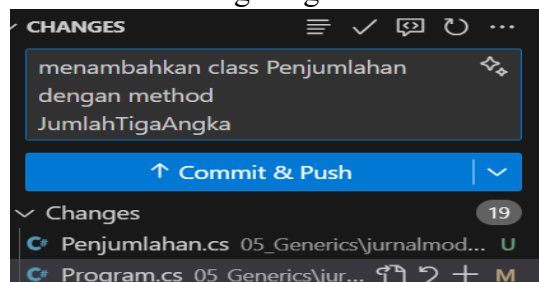 CHANGES
menambahkan class Penjumlahan
dengan method
JumlahTigaAngka
↑ Commit & Push
Changes 19
C# Penjumlahan.cs 05_Generics\jurnalmod... U
C# Program.cs 05_Generics\jur... M